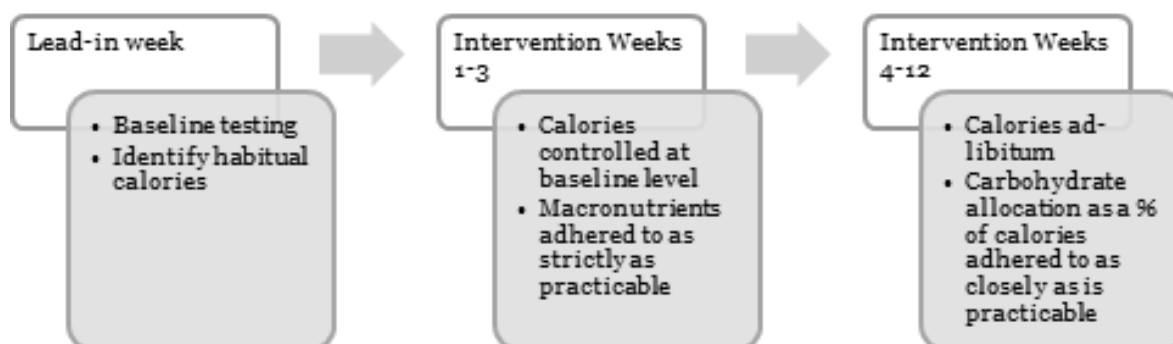 Lead-in week
• Baseline testing
• Identify habitual
calories
Intervention Weeks
1-3
• Calories
controlled at
baseline level
• Macronutrients
adhered to as
strictly as
practicable
Intervention Weeks
4-12
• Calories ad-
libitum
• Carbohydrate
allocation as a %
of calories
adhered to as
closely as is
practicable